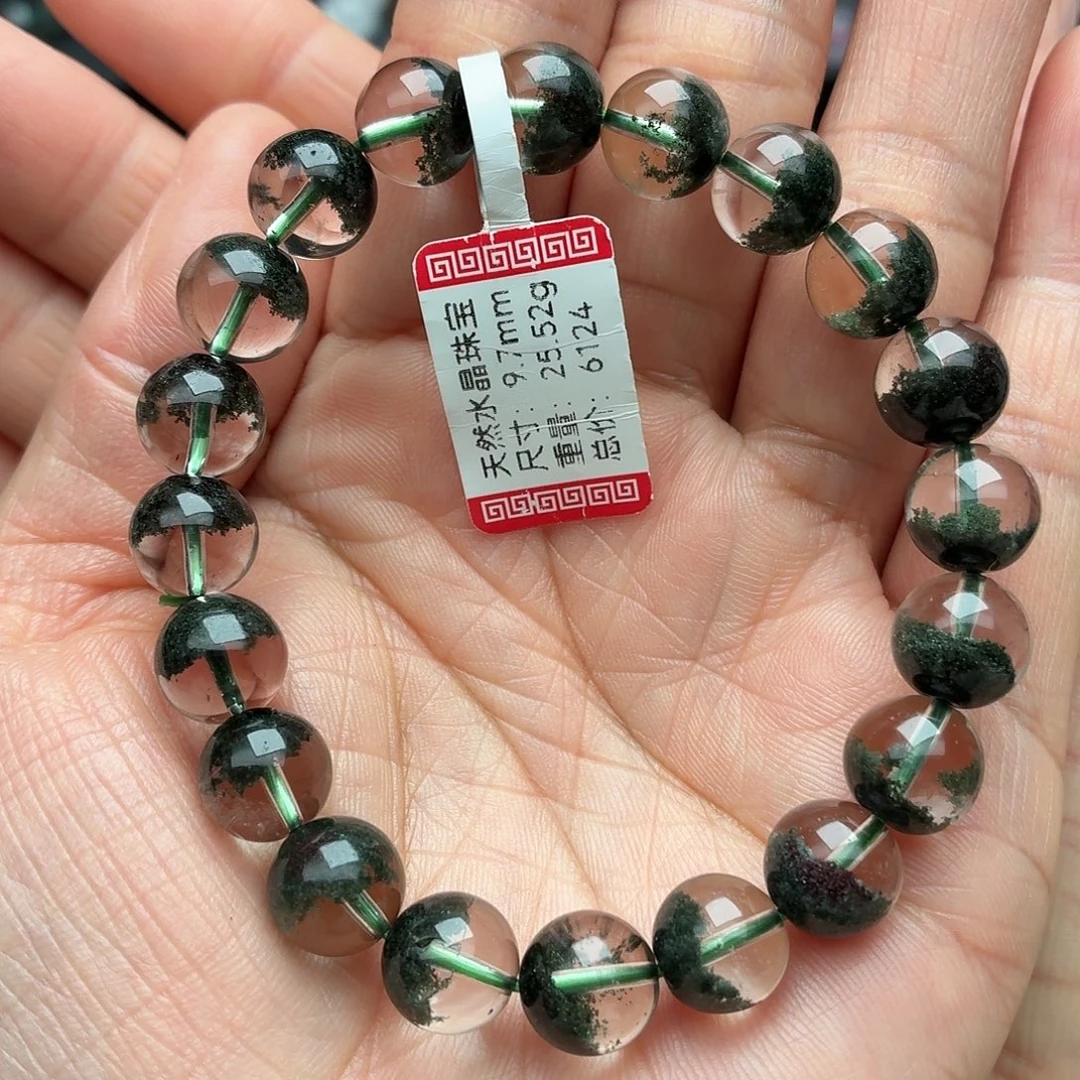 天然水晶珠宝
尺寸: 9.7mm
重量: 25.52g
总价: 6124